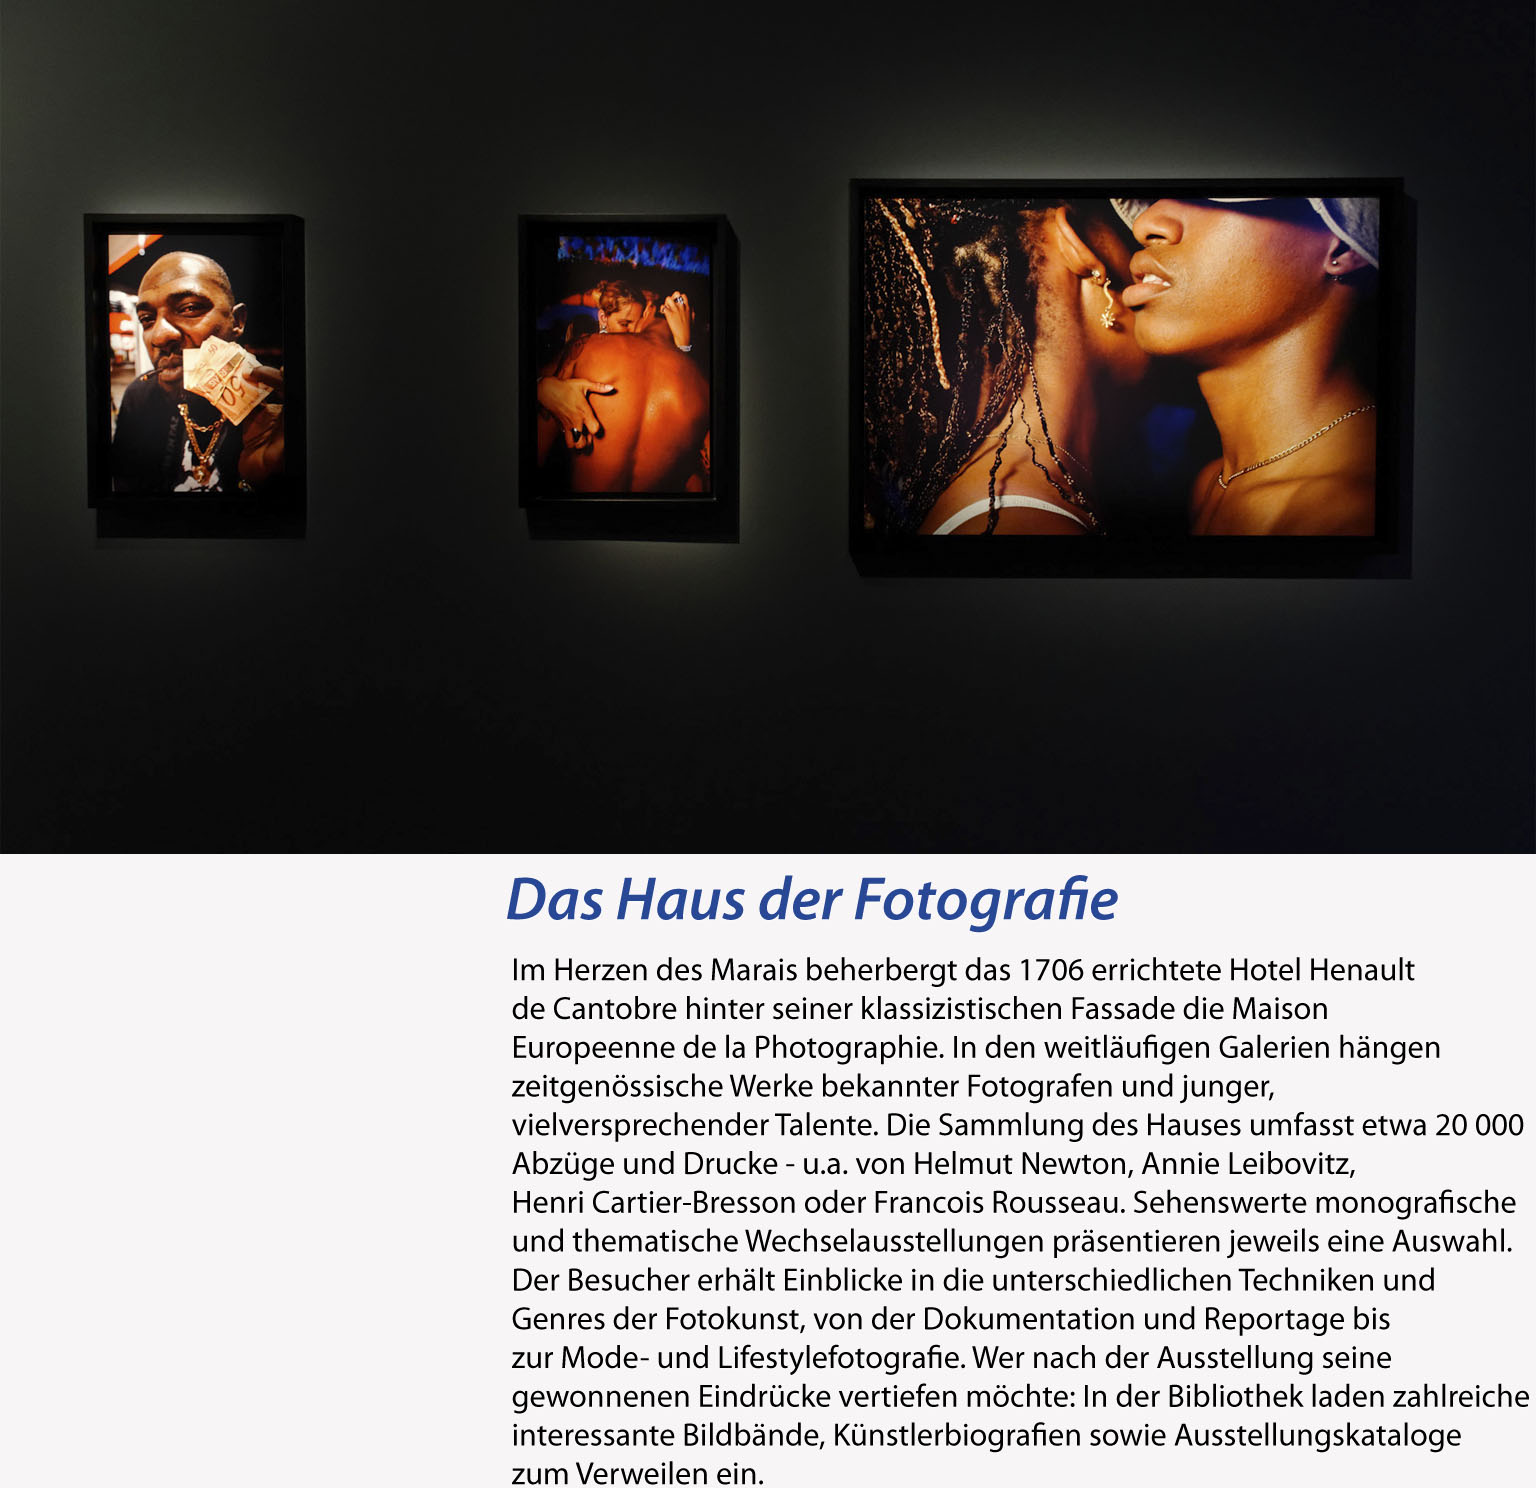 Das Haus der Fotografie
Im Herzen des Marais beherbergt das 1706 errichtete Hotel Henault
de Cantobre hinter seiner klassizistischen Fassade die Maison
Europeenne de la Photographie. In den weitläufigen Galerien hängen
zeitgenössische Werke bekannter Fotografen und junger,
vielversprechender Talente. Die Sammlung des Hauses umfasst etwa 20 000
Abzüge und Drucke - u.a. von Helmut Newton, Annie Leibovitz,
Henri Cartier-Bresson oder Francois Rousseau. Sehenswerte monografische
und thematische Wechselausstellungen präsentieren jeweils eine Auswahl.
Der Besucher erhält Einblicke in die unterschiedlichen Techniken und
Genres der Fotokunst, von der Dokumentation und Reportage bis
zur Mode- und Lifestylefotografie. Wer nach der Ausstellung seine
gewonnenen Eindrücke vertiefen möchte: In der Bibliothek laden zahlreiche
interessante Bildbände, Künstlerbiografien sowie Ausstellungskataloge
zum Verweilen ein.